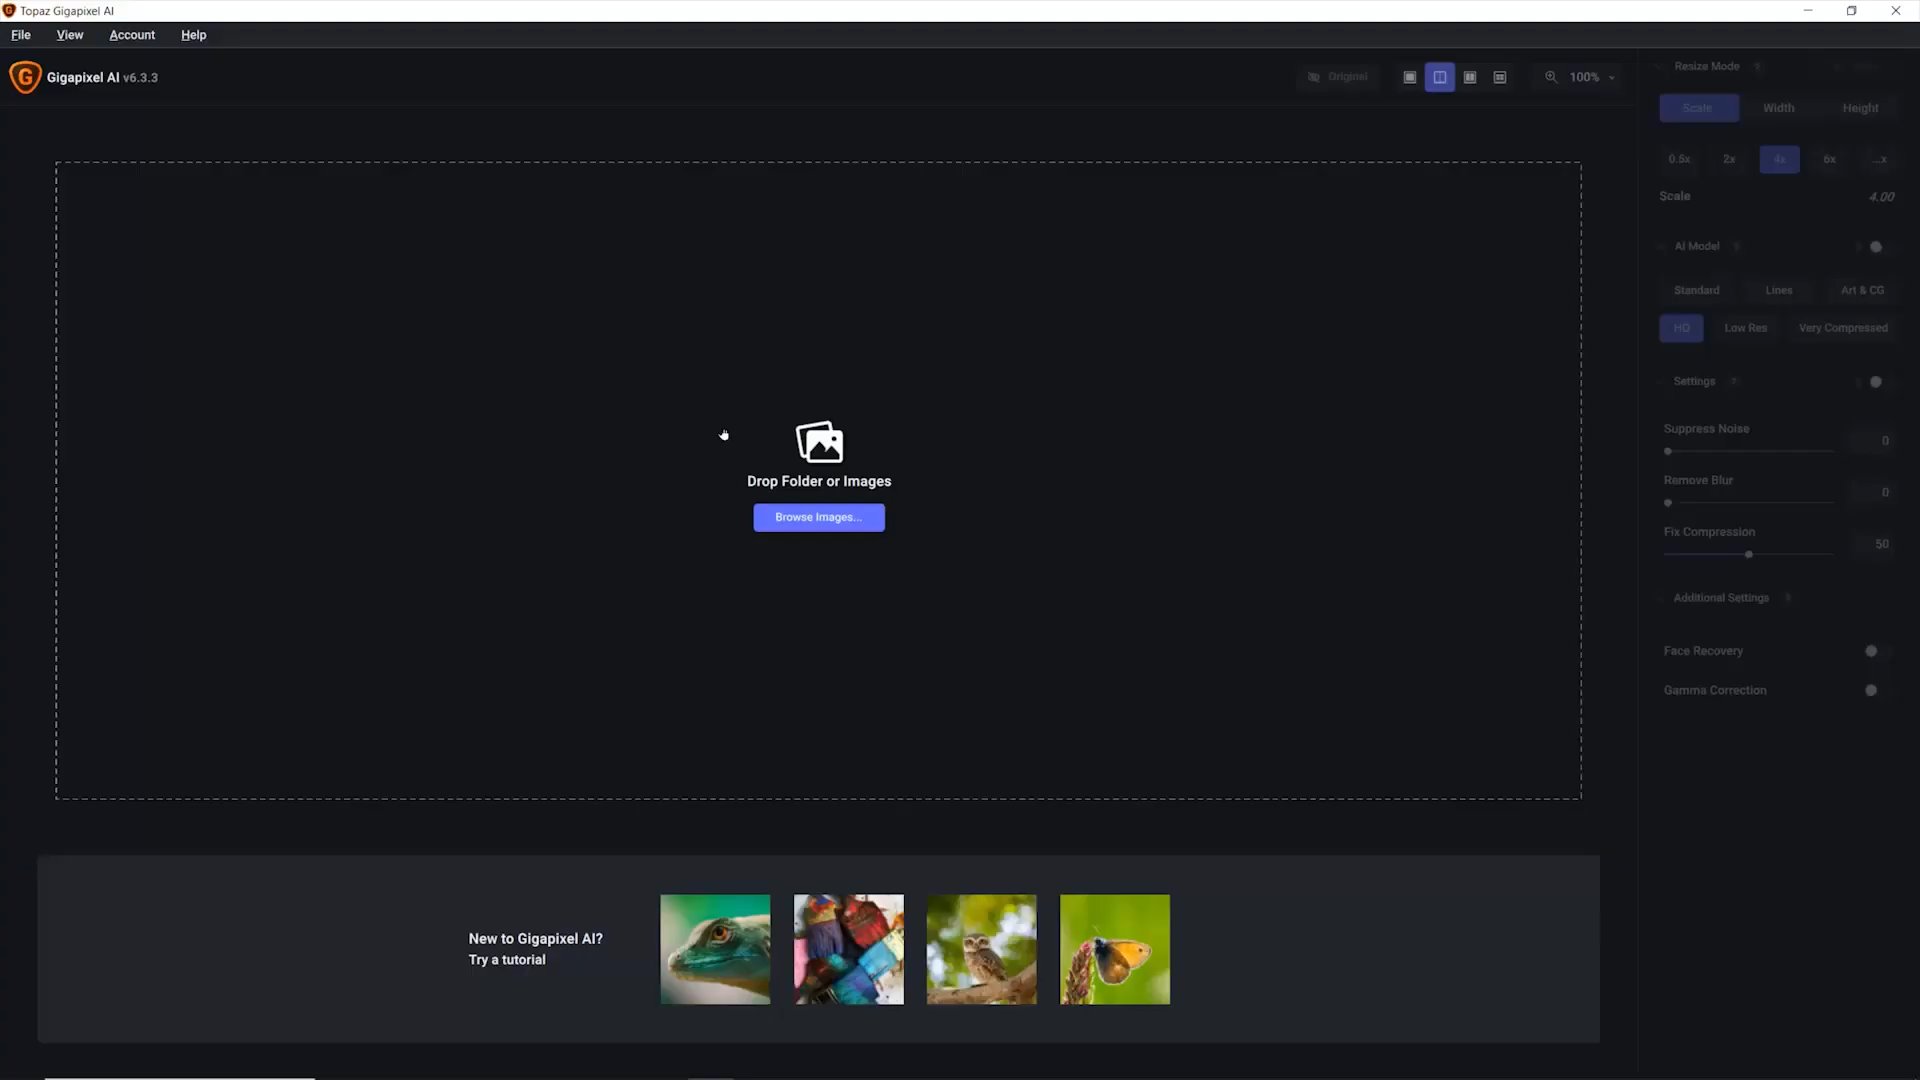 Topaz Gigapixel AI
File View Account Help
Gigapixel AI v6.3.3
Original
100%
Resize Mode ?
Scale Width Height
0.5x 2x 4x 6x ...x
Scale 4.00
AI Model ?
Standard Lines Art & CG
HD Low Res Very Compressed
Settings ?
Suppress Noise 0
Remove Blur 0
Fix Compression 50
Additional Settings ?
Face Recovery
Gamma Correction
Drop Folder or Images
Browse Images...
New to Gigapixel AI?
Try a tutorial